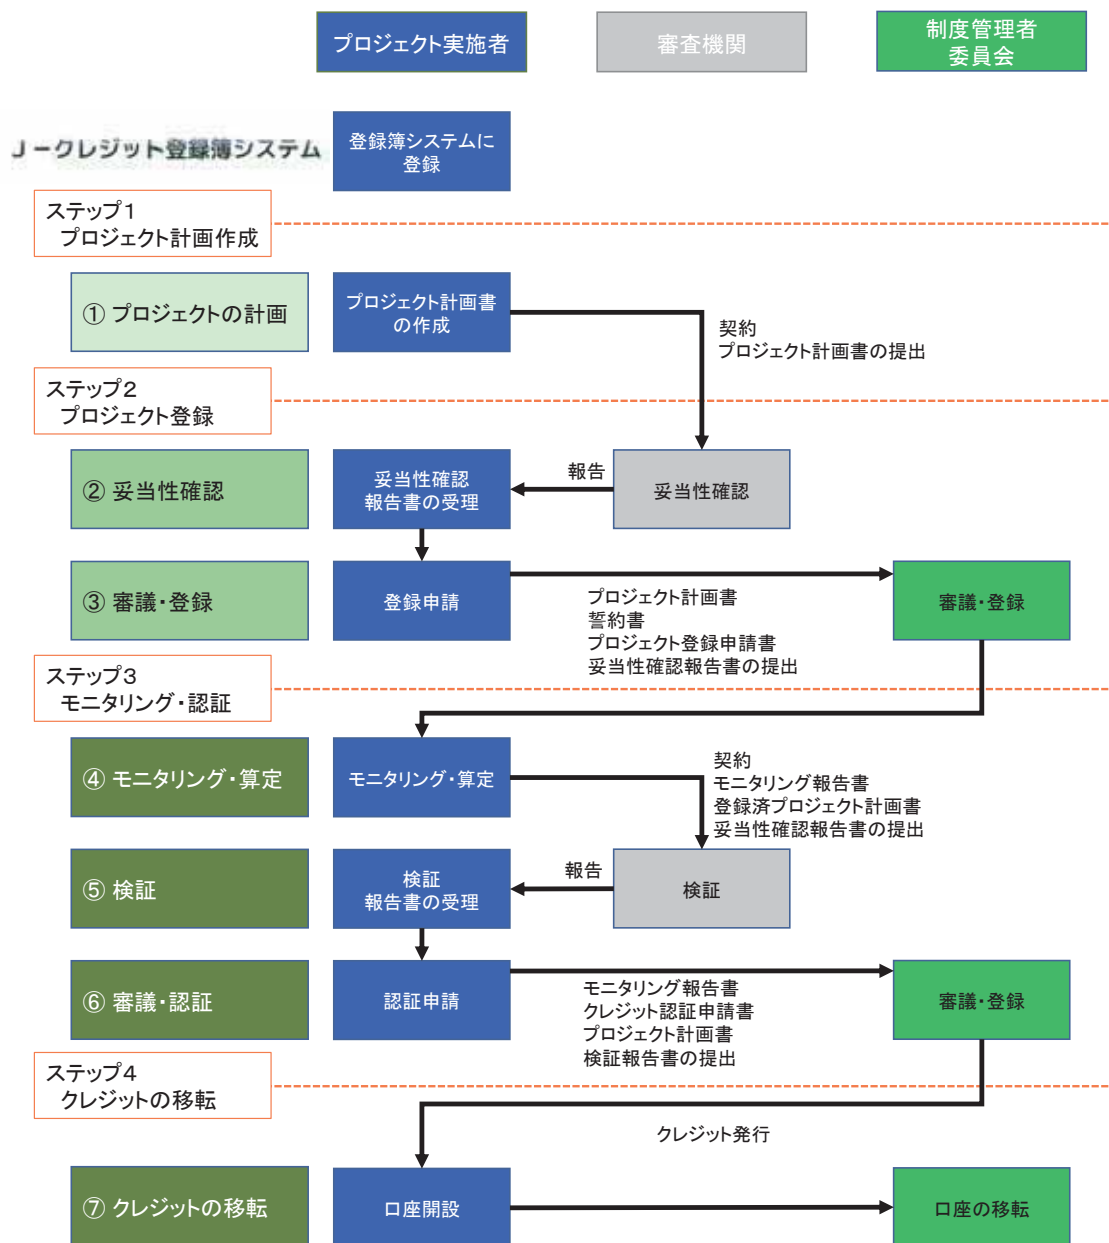 プロジェクト実施者
審査機関
制度管理者
委員会
J－クレジット登録簿システム
登録簿システムに
登録
ステップ1
プロジェクト計画作成
① プロジェクトの計画
プロジェクト計画書
の作成
契約
プロジェクト計画書の提出
ステップ2
プロジェクト登録
② 妥当性確認
妥当性確認
報告書の受理
報告
妥当性確認
③ 審議・登録
登録申請
プロジェクト計画書
誓約書
プロジェクト登録申請書
妥当性確認報告書の提出
審議・登録
ステップ3
モニタリング・認証
④ モニタリング・算定
モニタリング・算定
契約
モニタリング報告書
登録済プロジェクト計画書
妥当性確認報告書の提出
⑤ 検証
検証
報告書の受理
報告
検証
⑥ 審議・認証
認証申請
モニタリング報告書
クレジット認証申請書
プロジェクト計画書
検証報告書の提出
審議・登録
ステップ4
クレジットの移転
クレジット発行
⑦ クレジットの移転
口座開設
口座の移転